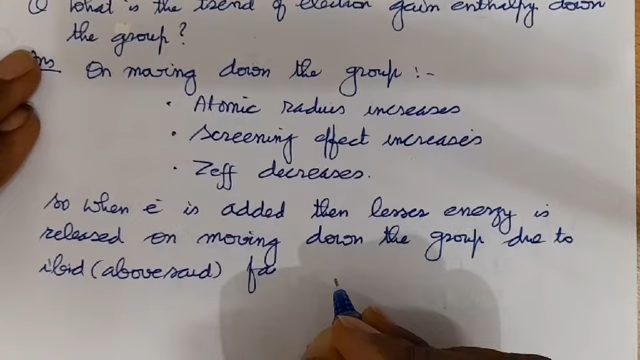 Q What is the trend of electron gain enthalpy down
the group?
Ans On moving down the group :-
· Atomic radius increases
· Screening effect increases
· Zeff decreases.
so when e⁻ is added then lesser energy is
released on moving down the group due to
ibid (above said) fa